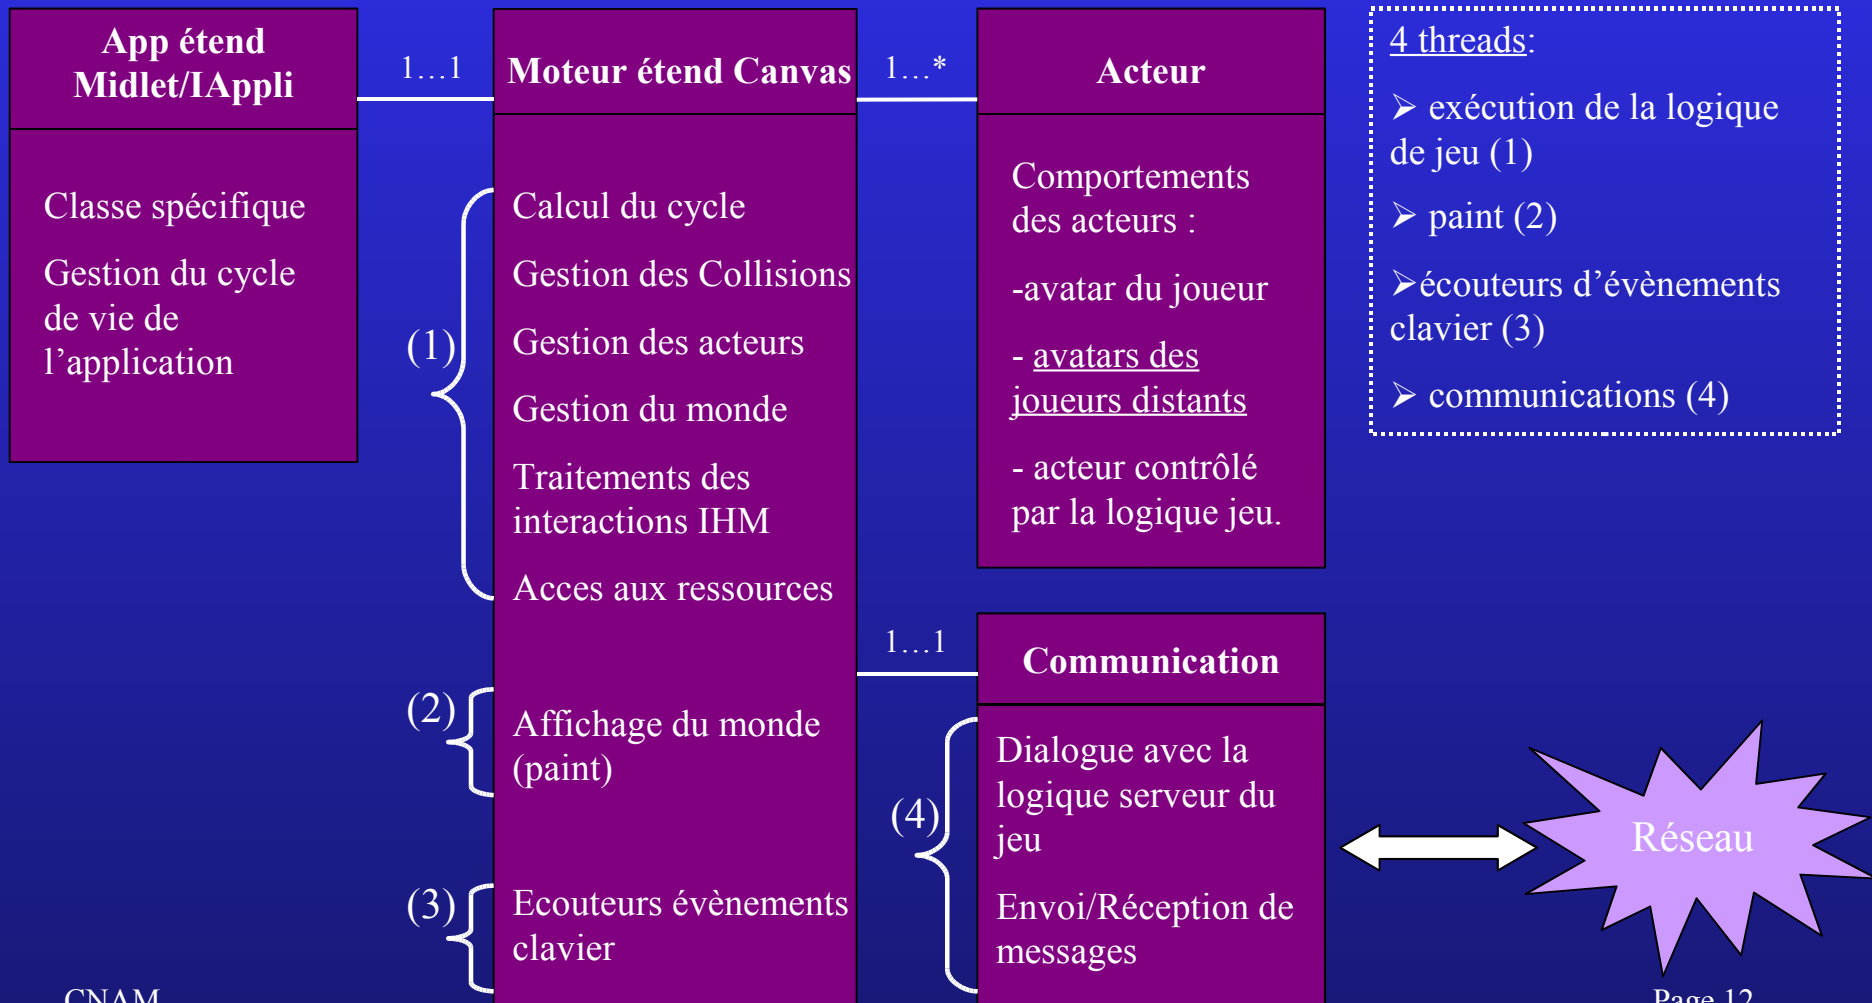 App étend
Midlet/IAppli
Classe spécifique
Gestion du cycle
de vie de
l’application
1…1
Moteur étend Canvas
(1)
Calcul du cycle
Gestion des Collisions
Gestion des acteurs
Gestion du monde
Traitements des
interactions IHM
Acces aux ressources
(2)
Affichage du monde
(paint)
(3)
Ecouteurs évènements
clavier
1…*
Acteur
Comportements
des acteurs :
-avatar du joueur
- avatars des
joueurs distants
- acteur contrôlé
par la logique jeu.
1…1
Communication
(4)
Dialogue avec la
logique serveur du
jeu
Envoi/Réception de
messages
4 threads:
➢ exécution de la logique
de jeu (1)
➢ paint (2)
➢écouteurs d’évènements
clavier (3)
➢ communications (4)
Réseau
CNAM
Page 12